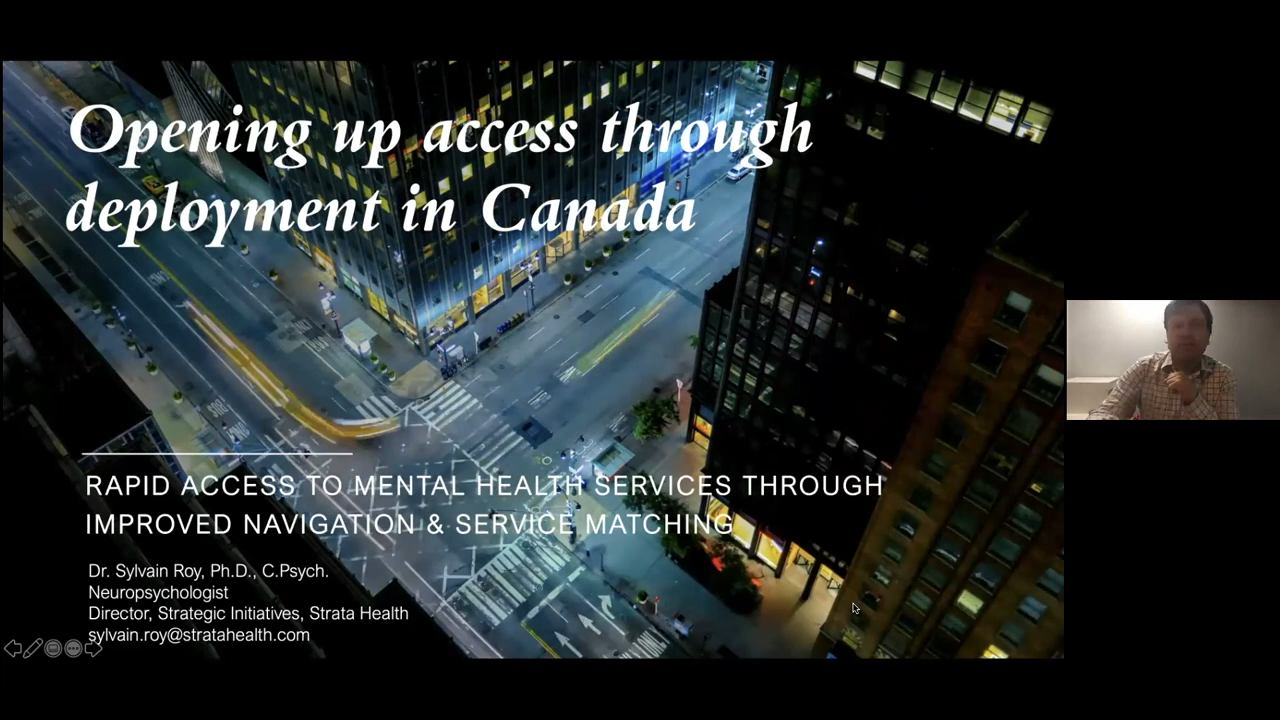 Opening up access through
deployment in Canada
RAPID ACCESS TO MENTAL HEALTH SERVICES THROUGH
IMPROVED NAVIGATION & SERVICE MATCHING
Dr. Sylvain Roy, Ph.D., C.Psych.
Neuropsychologist
Director, Strategic Initiatives, Strata Health
sylvain.roy@stratahealth.com